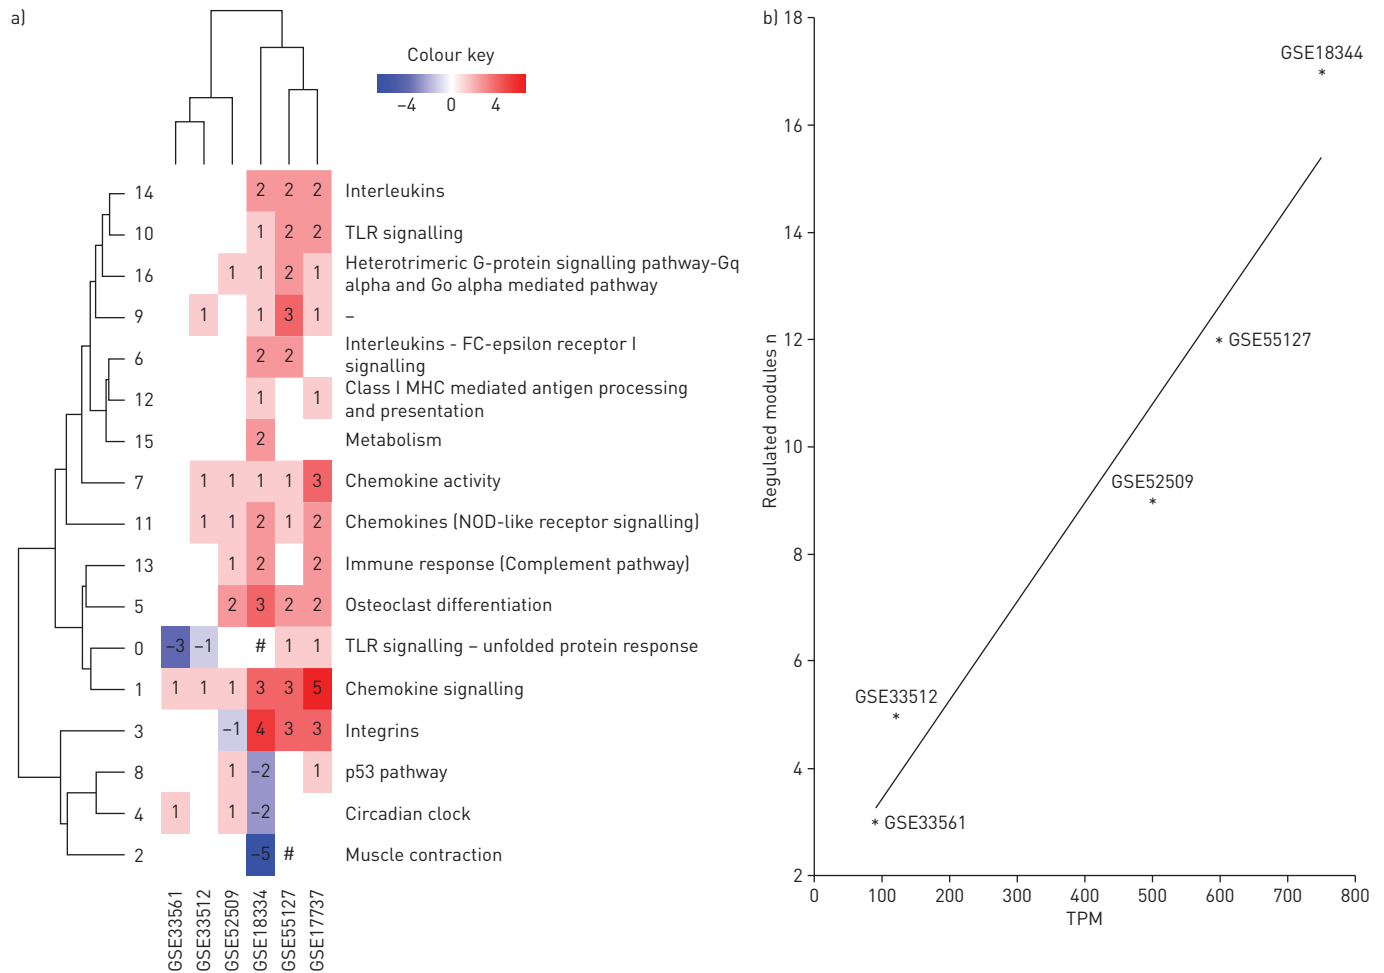 a)
Colour key
−4 0 4
14 2 2 2 Interleukins
10 1 2 2 TLR signalling
16 1 1 2 1 Heterotrimeric G-protein signalling pathway-Gq
alpha and Go alpha mediated pathway
9 1 1 3 1 –
6 2 2 Interleukins - FC-epsilon receptor I
signalling
12 1 1 Class I MHC mediated antigen processing
and presentation
15 2 Metabolism
7 1 1 1 1 3 Chemokine activity
11 1 1 2 1 2 Chemokines (NOD-like receptor signalling)
13 1 2 2 Immune response (Complement pathway)
5 2 3 2 2 Osteoclast differentiation
0 −3 −1 # 1 1 TLR signalling – unfolded protein response
1 1 1 1 3 3 5 Chemokine signalling
3 −1 4 3 3 Integrins
8 1 −2 1 p53 pathway
4 1 1 −2 Circadian clock
2 −5 # Muscle contraction
GSE33561
GSE33512
GSE52509
GSE18334
GSE55127
GSE17737
b)
18
16
14
12
10
8
6
4
2
Regulated modules n
GSE18344
*
* GSE55127
GSE52509
*
GSE33512
*
* GSE33561
0 100 200 300 400 500 600 700 800
TPM